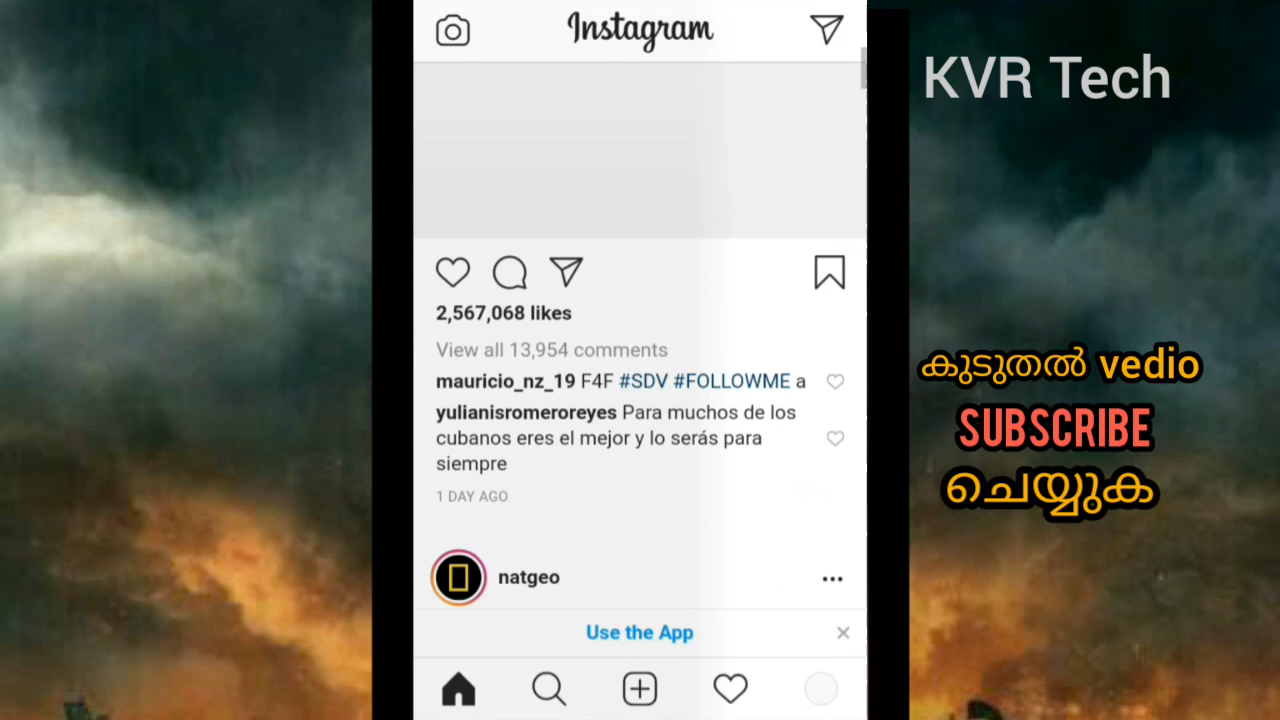 Instagram
KVR Tech
2,567,068 likes
View all 13,954 comments
mauricio_nz_19 F4F #SDV #FOLLOWME a
yulianisromeroreyes Para muchos de los
cubanos eres el mejor y lo serás para
siempre
1 DAY AGO
natgeo
Use the App
കുടുതൽ vedio
SUBSCRIBE
ചെയ്യുക